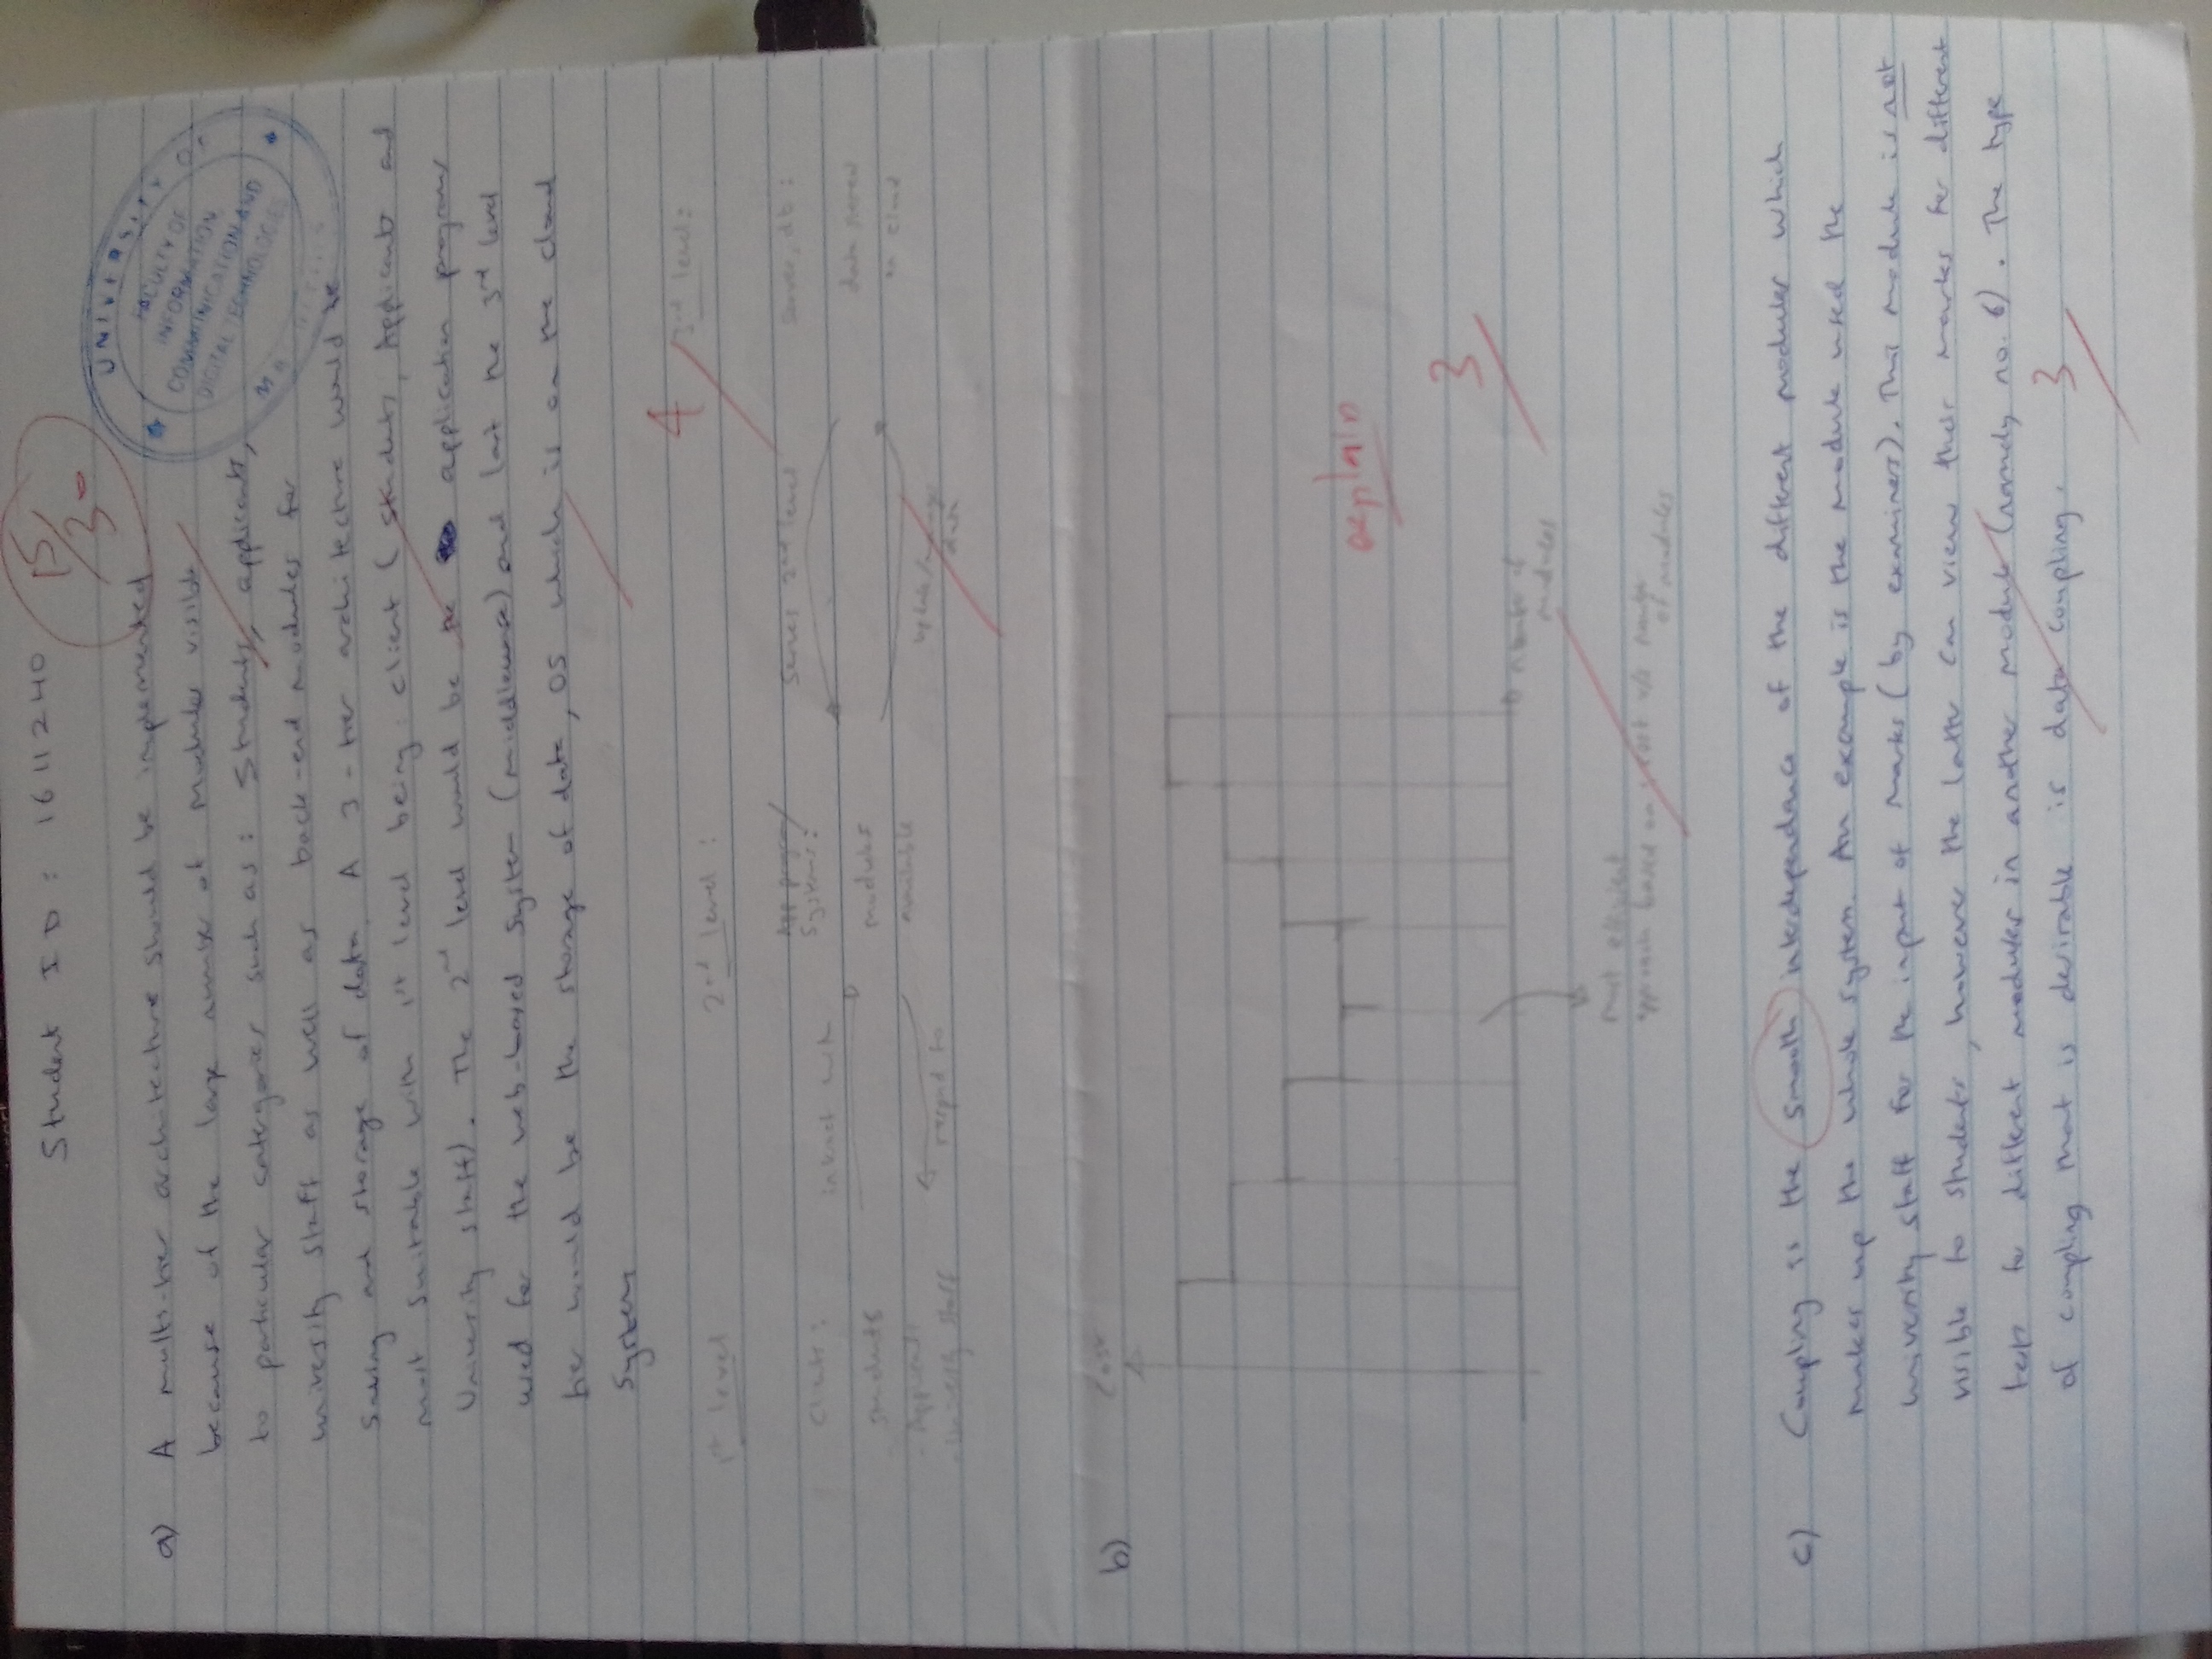 Student ID : 1611240
15/30
UNIVERSITY OF
FACULTY OF
INFORMATION
COMMUNICATION AND
DIGITAL TECHNOLOGIES
a) A multi-tier architecture should be implemented
because of the large number of modules visible
to particular catergories such as : Students, applicants,
university staff as well as back-end modules for
saving and storage of data. A 3-tier architecture would be
most suitable with 1st level being : client ( students, Applicants and
University staff). The 2nd level would be the application programs
used for the web-based system (middleware) and last the 3rd level
tier would be the storage of data, OS which is on the cloud
system
4
1st level
2nd level :
3rd level :
Clients :
interact with
App program/
Systems :
Serves 2nd level
Server, db :
students
modules
data stored
- Applicants
available
on cloud
- University staff
respond to
update/manage
data
b) Cost
explain
3
number of
modules
most efficient
approach based on : cost v/s number
of modules
c) Coupling is the smooth interdependance of the different modules which
makes up the whole system. An example is the module used the
university staff for the input of marks (by examiners). This module is not
visible to students, however the latter can view their marks for different
tests for different modules in another module (namely no. 6). The type
of coupling that is desirable is data coupling.
3